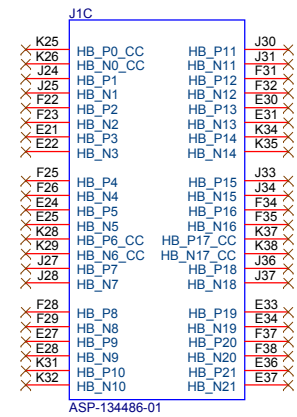 J1C
K25 HB_P0_CC HB_P11 J30
K26 HB_N0_CC HB_N11 J31
J24 HB_P1 HB_P12 F31
J25 HB_N1 HB_N12 F32
F22 HB_P2 HB_P13 E30
F23 HB_N2 HB_N13 E31
E21 HB_P3 HB_P14 K34
E22 HB_N3 HB_N14 K35
F25 HB_P4 HB_P15 J33
F26 HB_N4 HB_N15 J34
E24 HB_P5 HB_P16 F34
E25 HB_N5 HB_N16 F35
K28 HB_P6_CC HB_P17_CC K37
K29 HB_N6_CC HB_N17_CC K38
J27 HB_P7 HB_P18 J36
J28 HB_N7 HB_N18 J37
F28 HB_P8 HB_P19 E33
F29 HB_N8 HB_N19 E34
E27 HB_P9 HB_P20 F37
E28 HB_N9 HB_N20 F38
K31 HB_P10 HB_P21 E36
K32 HB_N10 HB_N21 E37
ASP-134486-01